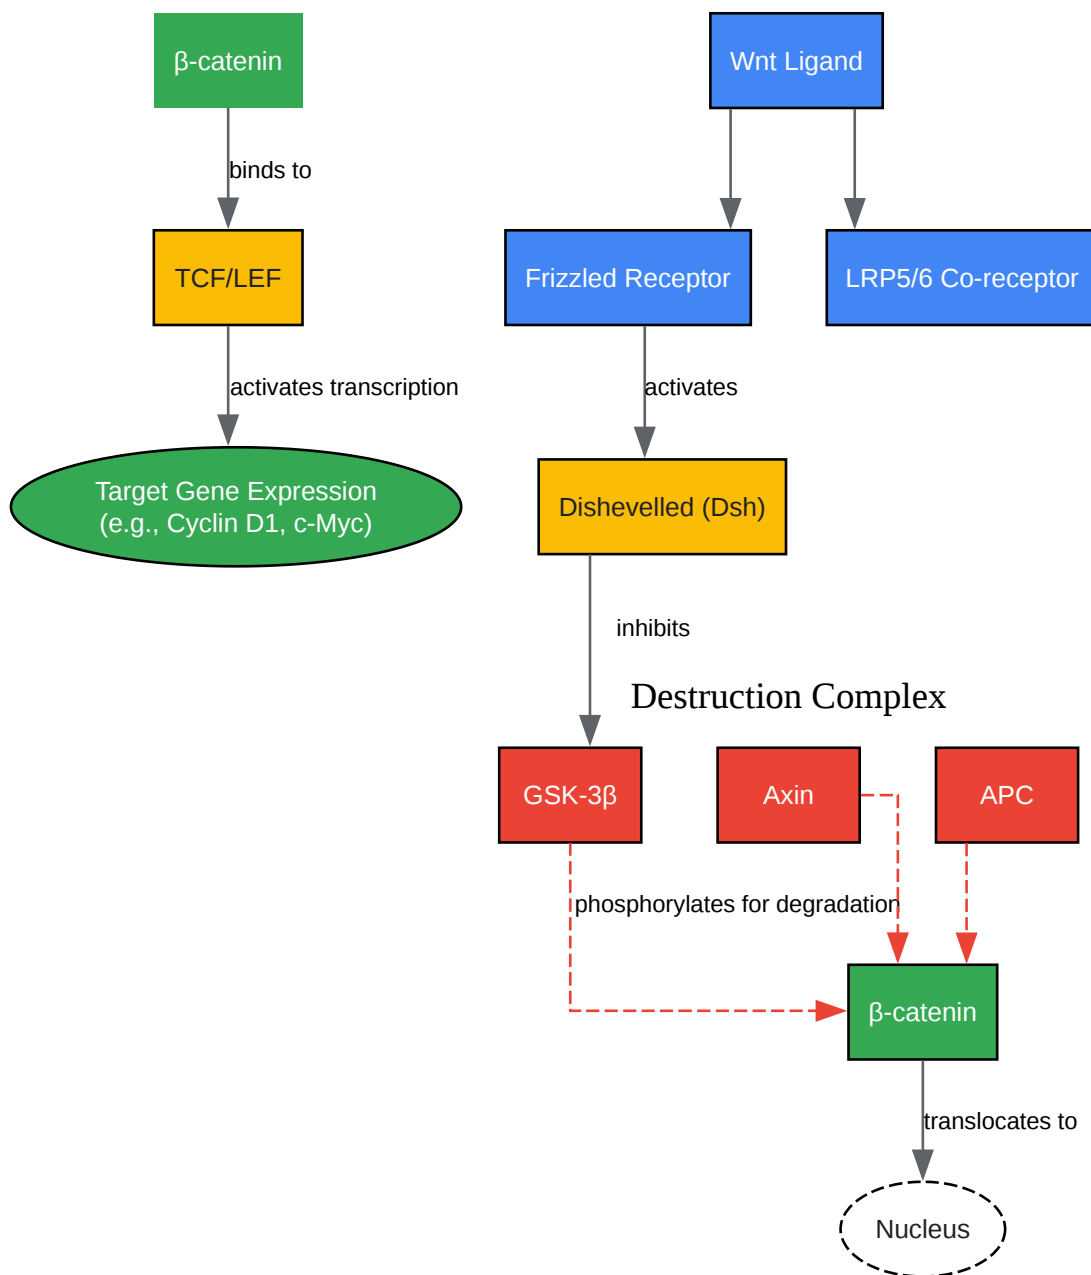 β-catenin
Wnt Ligand
binds to
TCF/LEF
Frizzled Receptor
LRP5/6 Co-receptor
activates transcription
activates
Target Gene Expression
(e.g., Cyclin D1, c-Myc)
Dishevelled (Dsh)
inhibits
Destruction Complex
GSK-3β
Axin
APC
phosphorylates for degradation
β-catenin
translocates to
Nucleus